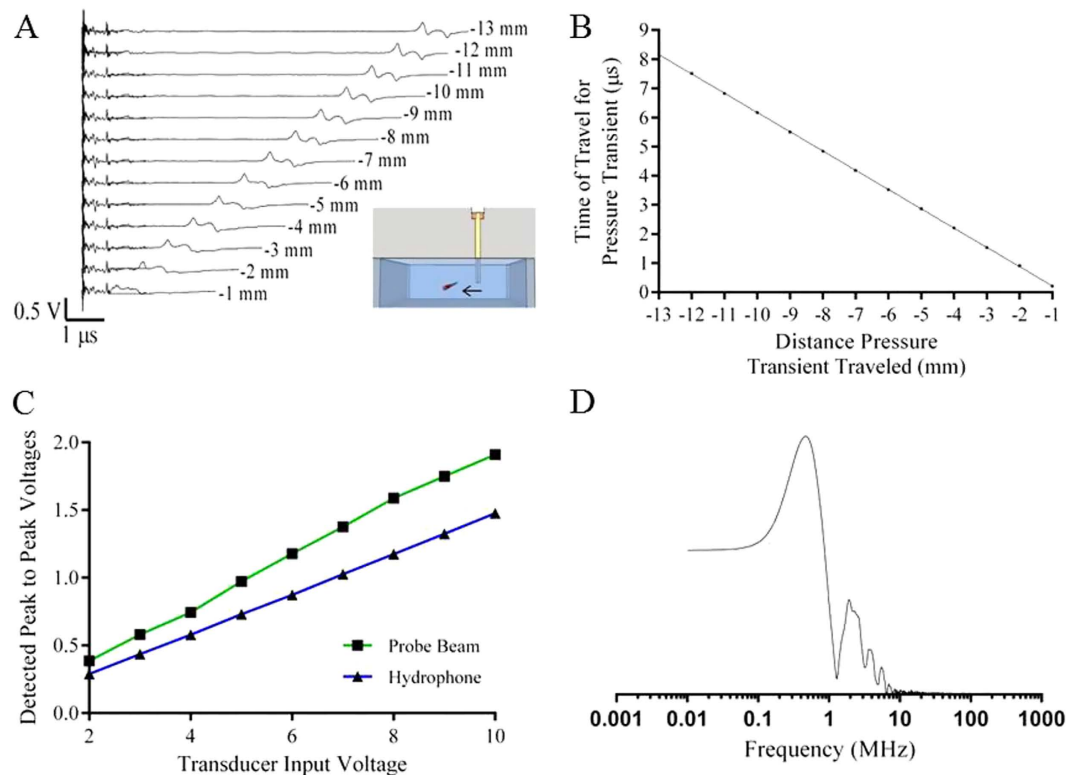 A
-13 mm
-12 mm
-11 mm
-10 mm
-9 mm
-8 mm
-7 mm
-6 mm
-5 mm
-4 mm
-3 mm
-2 mm
-1 mm
0.5 V
1 μs
B
9
8
7
6
5
4
3
2
1
0
Time of Travel for
Pressure Transient (μs)
-13 -12 -11 -10 -9 -8 -7 -6 -5 -4 -3 -2 -1
Distance Pressure
Transient Traveled (mm)
C
Detected Peak to Peak Voltages
2.0
1.5
1.0
0.5
0.0
Probe Beam
Hydrophone
2 4 6 8 10
Transducer Input Voltage
D
0.001 0.01 0.1 1 10 100 1000
Frequency (MHz)